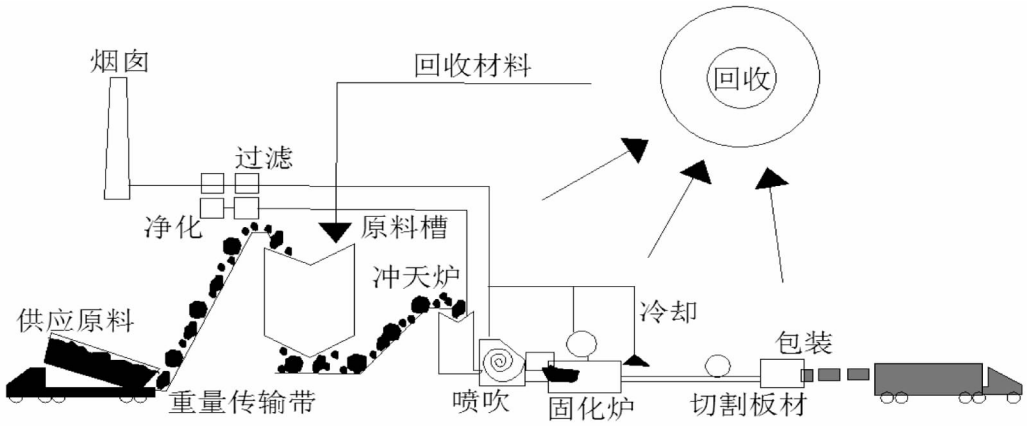 烟囱
回收材料
回收
过滤
净化
原料槽
冲天炉
供应原料
冷却
包装
重量传输带
喷吹
固化炉
切割板材